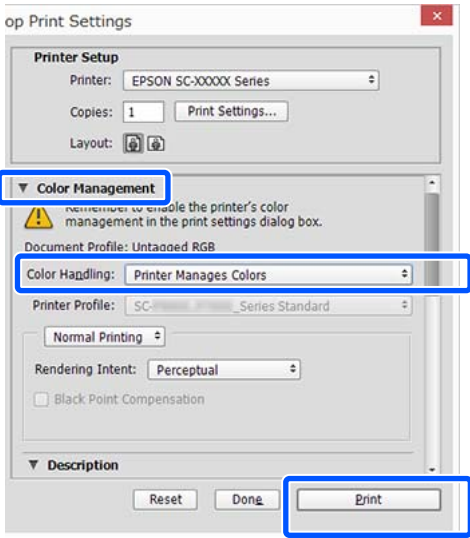 op Print Settings
Printer Setup
Printer: EPSON SC-XXXXX Series
Copies: 1 Print Settings...
Layout:
Color Management
Remember to enable the printer's color
management in the print settings dialog box.
Document Profile: Untagged RGB
Color Handling: Printer Manages Colors
Printer Profile: SC- _Series Standard
Normal Printing
Rendering Intent: Perceptual
Black Point Compensation
Description
Reset Done Print